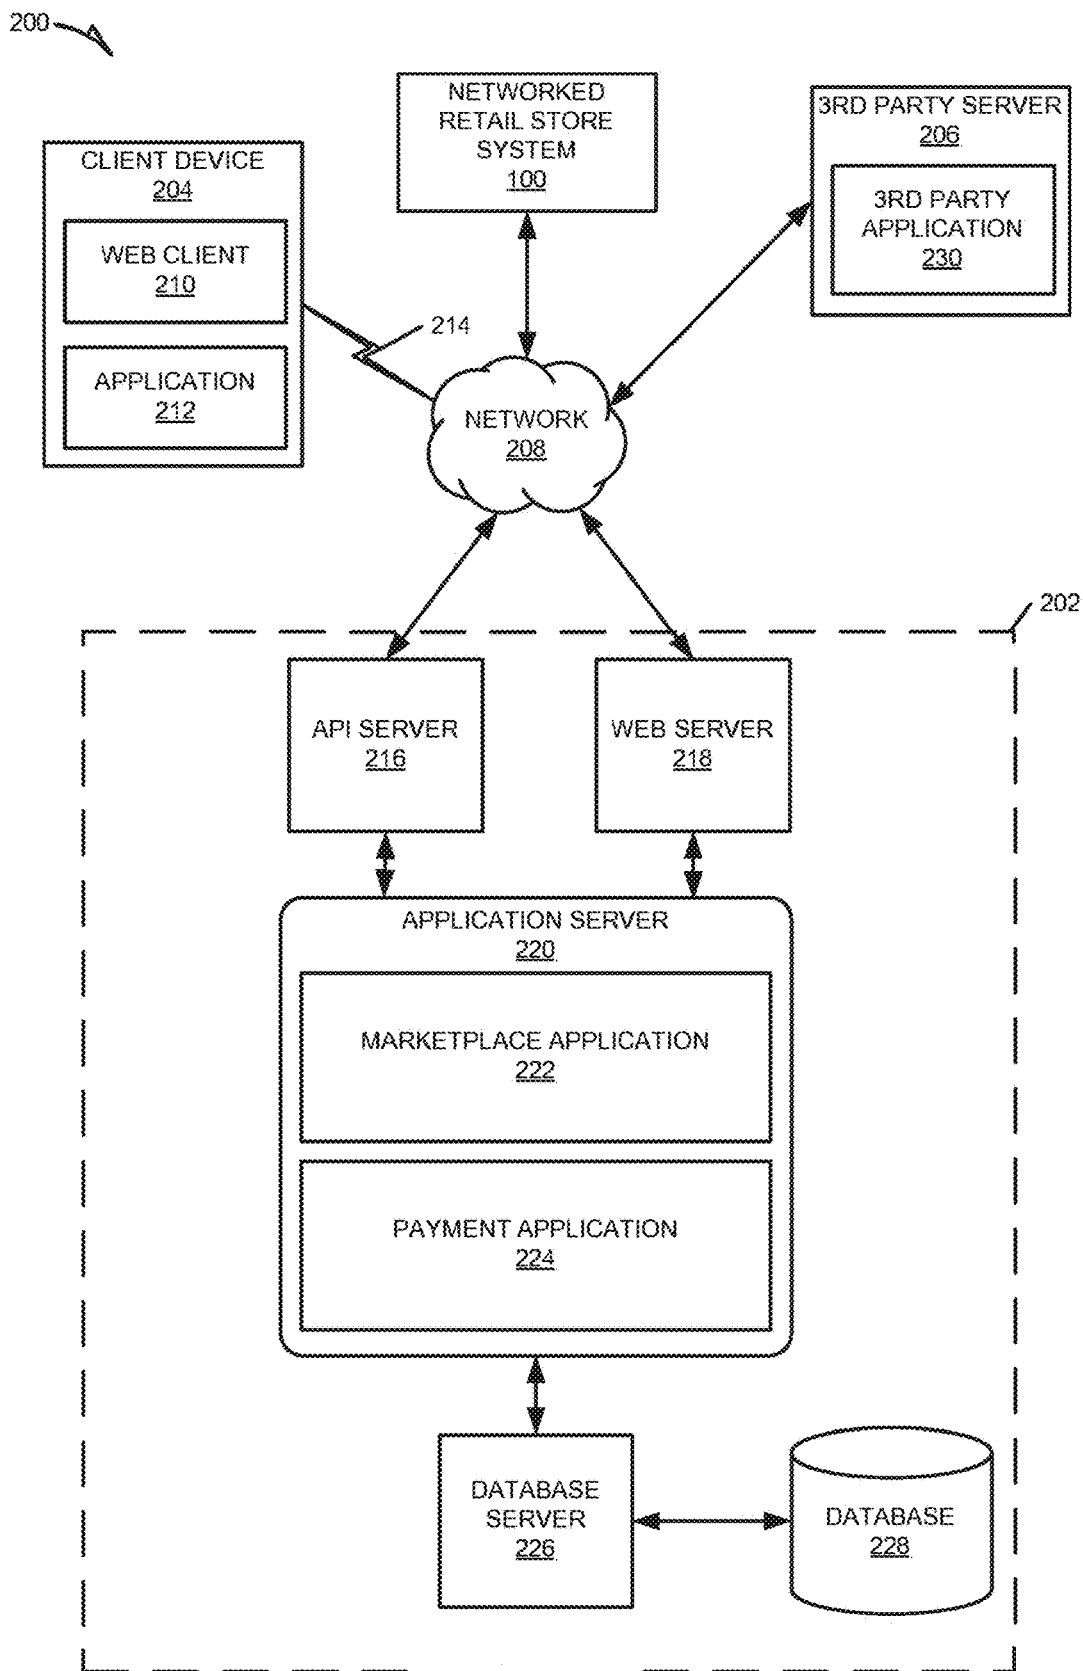 200
NETWORKED
RETAIL STORE
SYSTEM
100
3RD PARTY SERVER
206
3RD PARTY
APPLICATION
230
CLIENT DEVICE
204
WEB CLIENT
210
APPLICATION
212
214
NETWORK
208
202
API SERVER
216
WEB SERVER
218
APPLICATION SERVER
220
MARKETPLACE APPLICATION
222
PAYMENT APPLICATION
224
DATABASE
SERVER
226
DATABASE
228